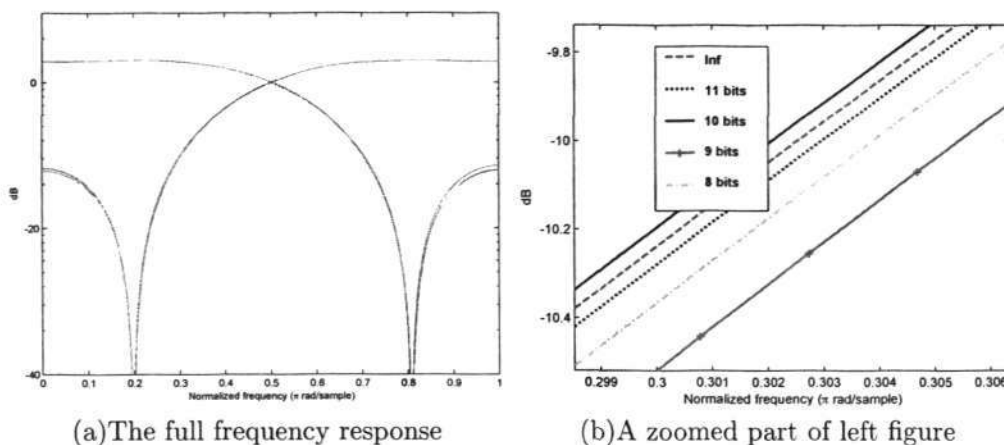 0
-20
-40
dB
0 0.1 0.2 0.3 0.4 0.5 0.6 0.7 0.8 0.9 1
Normalized frequency (π rad/sample)
(a)The full frequency response
-9.8
-10
-10.2
-10.4
dB
Inf
11 bits
10 bits
9 bits
8 bits
0.299 0.3 0.301 0.302 0.303 0.304 0.305 0.306
Normalized frequency (π rad/sample)
(b)A zoomed part of left figure